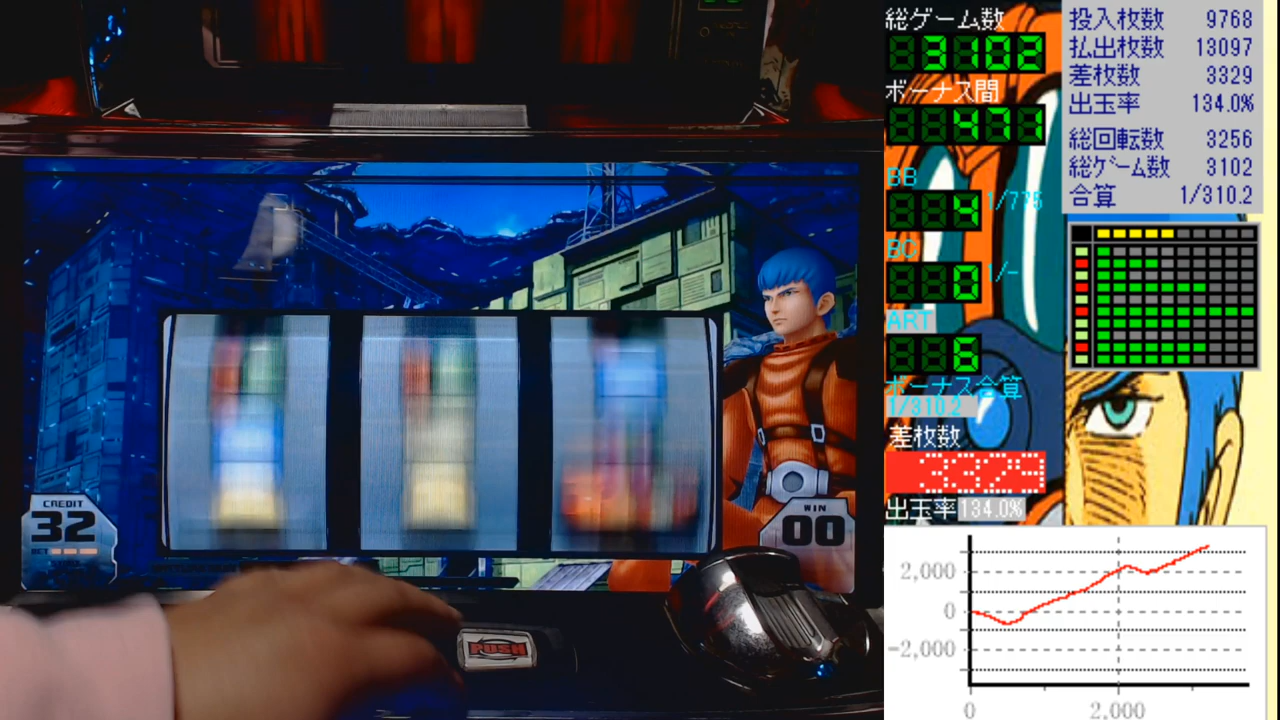 CREDIT
32
BET
WIN
00
PUSH
総ゲーム数
3102
ボーナス間
471
BB
4 1/775
BC
0 1/-
ART
6
ボーナス合算
1/310.2
差枚数
3329
出玉率 134.0%
投入枚数 9768
払出枚数 13097
差枚数 3329
出玉率 134.0%
総回転数 3256
総ゲーム数 3102
合算 1/310.2
2,000
0
-2,000
0 2,000